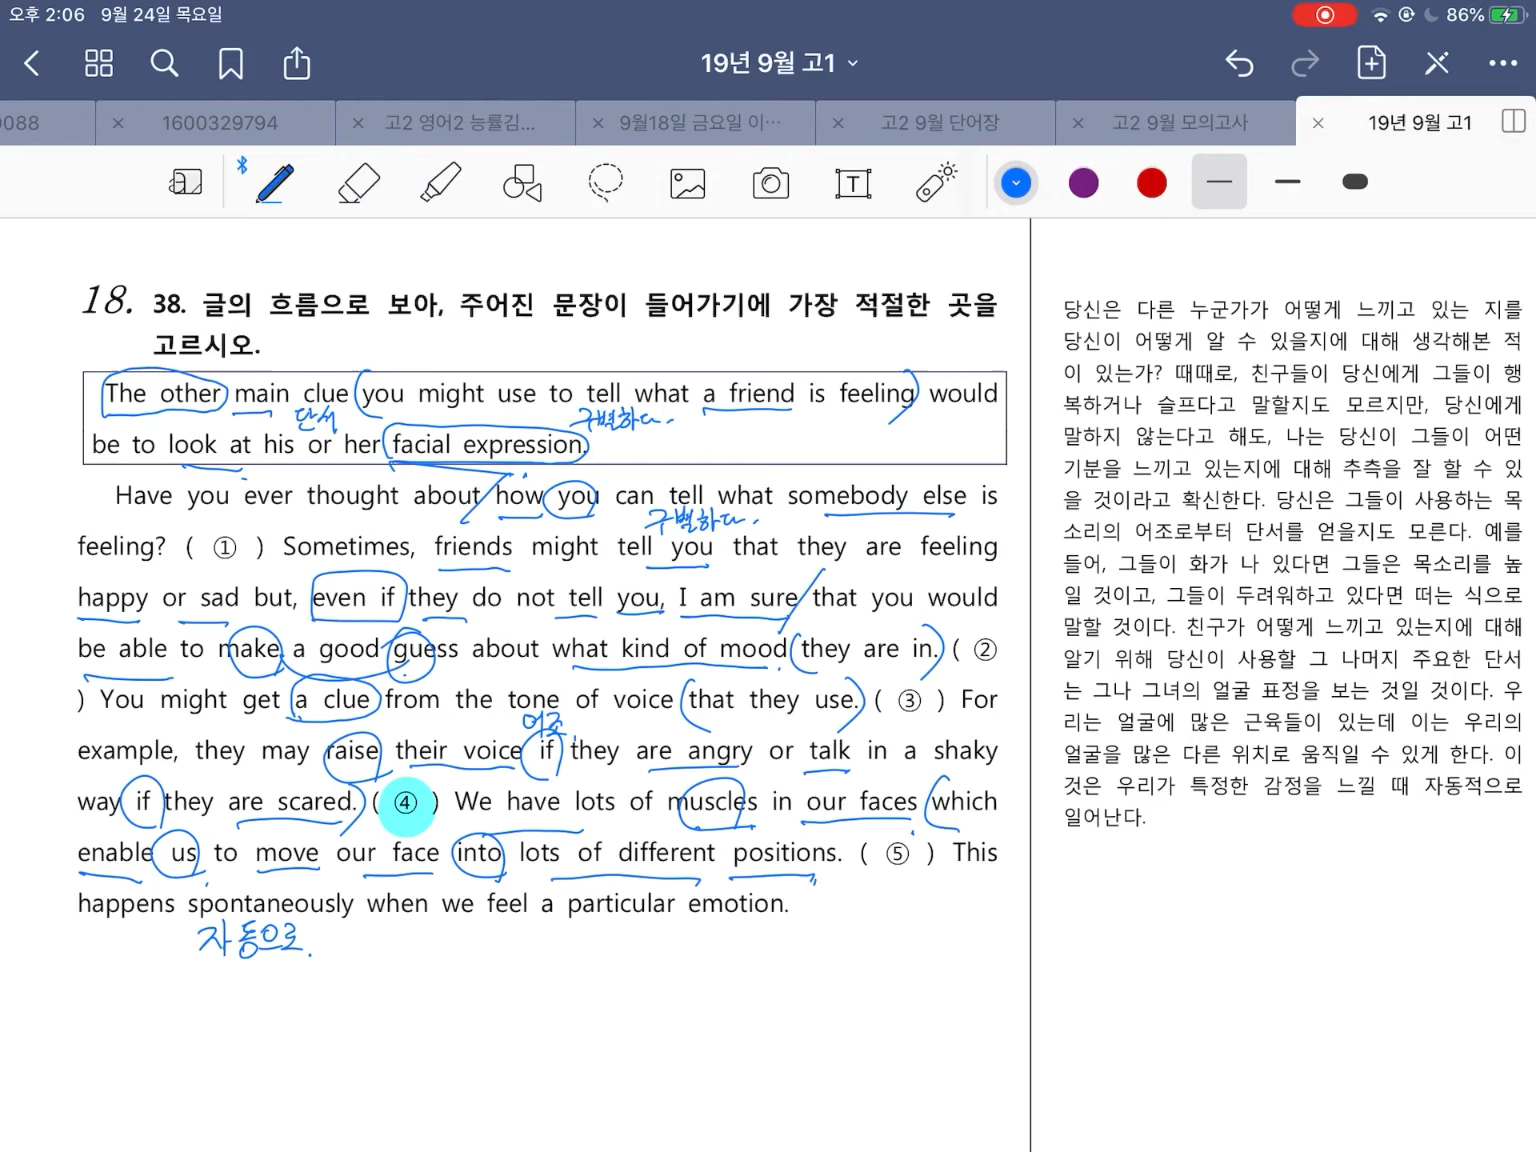 오후 2:06 9월 24일 목요일
86%
19년 9월 고1
0088
1600329794
고2 영어2 능률김...
9월18일 금요일 이...
고2 9월 단어장
고2 9월 모의고사
19년 9월 고1
18. 38. 글의 흐름으로 보아, 주어진 문장이 들어가기에 가장 적절한 곳을
고르시오.
The other main clue you might use to tell what a friend is feeling would
단서 구별하다.
be to look at his or her facial expression.
Have you ever thought about how you can tell what somebody else is
구별하다.
feeling? ( ① ) Sometimes, friends might tell you that they are feeling
happy or sad but, even if they do not tell you, I am sure that you would
be able to make a good guess about what kind of mood they are in. ( ②
) You might get a clue from the tone of voice that they use. ( ③ ) For
어조
example, they may raise their voice if they are angry or talk in a shaky
way if they are scared. ( ④ ) We have lots of muscles in our faces which
enable us to move our face into lots of different positions. ( ⑤ ) This
happens spontaneously when we feel a particular emotion.
자동으로.
당신은 다른 누군가가 어떻게 느끼고 있는 지를
당신이 어떻게 알 수 있을지에 대해 생각해본 적
이 있는가? 때때로, 친구들이 당신에게 그들이 행
복하거나 슬프다고 말할지도 모르지만, 당신에게
말하지 않는다고 해도, 나는 당신이 그들이 어떤
기분을 느끼고 있는지에 대해 추측을 잘 할 수 있
을 것이라고 확신한다. 당신은 그들이 사용하는 목
소리의 어조로부터 단서를 얻을지도 모른다. 예를
들어, 그들이 화가 나 있다면 그들은 목소리를 높
일 것이고, 그들이 두려워하고 있다면 떠는 식으로
말할 것이다. 친구가 어떻게 느끼고 있는지에 대해
알기 위해 당신이 사용할 그 나머지 주요한 단서
는 그나 그녀의 얼굴 표정을 보는 것일 것이다. 우
리는 얼굴에 많은 근육들이 있는데 이는 우리의
얼굴을 많은 다른 위치로 움직일 수 있게 한다. 이
것은 우리가 특정한 감정을 느낄 때 자동적으로
일어난다.